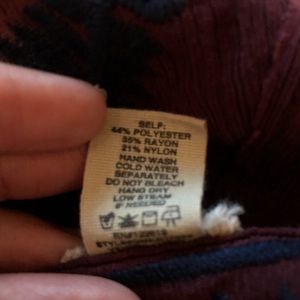 SELF:
44% POLYESTER
35% RAYON
21% NYLON
HAND WASH
COLD WATER
SEPARATELY
DO NOT BLEACH
HANG DRY
LOW STEAM
IF NEEDED